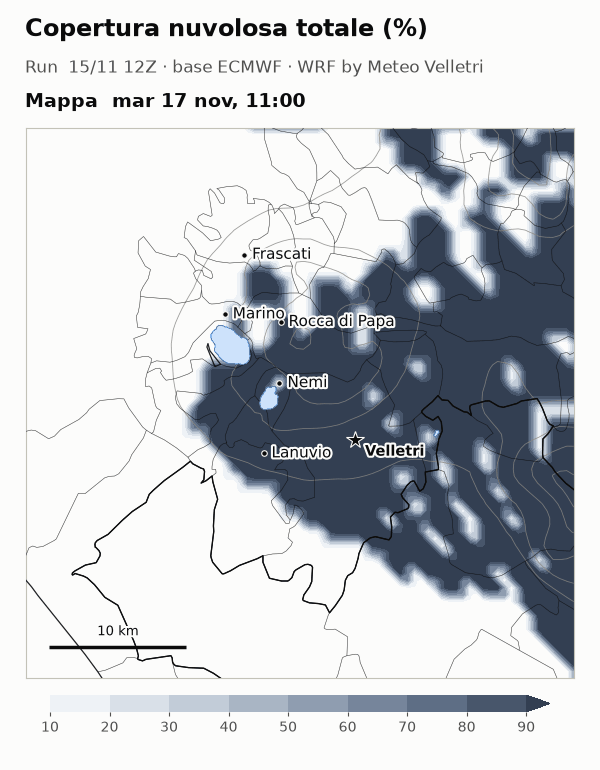 Copertura nuvolosa totale (%)
Run  15/11 12Z · base ECMWF · WRF by Meteo Velletri
Mappa  mar 17 nov, 11:00
Frascati
Marino
Rocca di Papa
Nemi
Velletri
Lanuvio
10 km
10 20 30 40 50 60 70 80 90